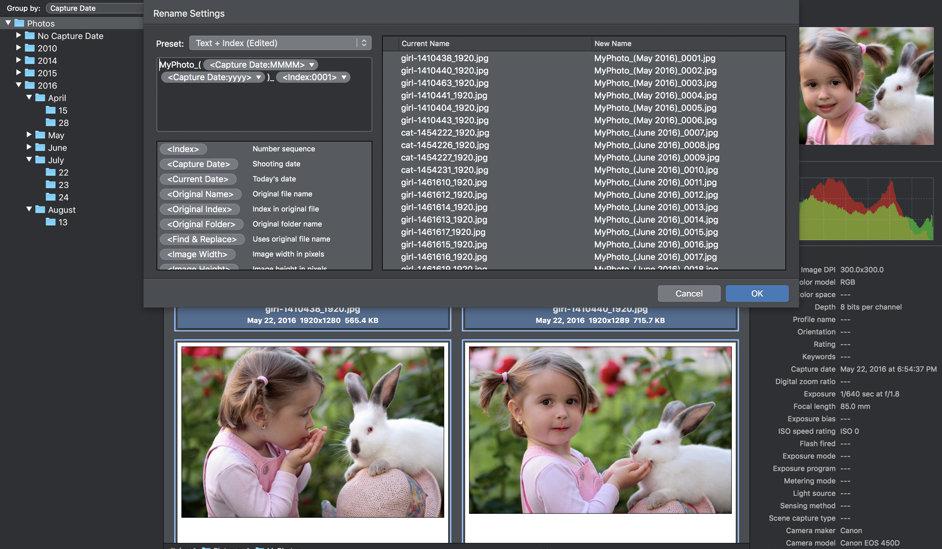 Group by: Capture Date
Photos
No Capture Date
2010
2014
2015
2016
April
15
28
May
June
July
22
23
24
August
13
Rename Settings
Preset: Text + Index (Edited)
MyPhoto_( <Capture Date:MMMM>
<Capture Date:yyyy> )_ <Index:0001>
<Index> Number sequence
<Capture Date> Shooting date
<Current Date> Today's date
<Original Name> Original file name
<Original Index> Index in original file
<Original Folder> Original folder name
<Find & Replace> Uses original file name
<Image Width> Image width in pixels
<Image Height> Image height in pixels
Current Name New Name
girl-1410438_1920.jpg MyPhoto_(May 2016)_0001.jpg
girl-1410440_1920.jpg MyPhoto_(May 2016)_0002.jpg
girl-1410463_1920.jpg MyPhoto_(May 2016)_0003.jpg
girl-1410441_1920.jpg MyPhoto_(May 2016)_0004.jpg
girl-1410404_1920.jpg MyPhoto_(May 2016)_0005.jpg
girl-1410443_1920.jpg MyPhoto_(May 2016)_0006.jpg
cat-1454222_1920.jpg MyPhoto_(June 2016)_0007.jpg
cat-1454226_1920.jpg MyPhoto_(June 2016)_0008.jpg
cat-1454227_1920.jpg MyPhoto_(June 2016)_0009.jpg
cat-1454231_1920.jpg MyPhoto_(June 2016)_0010.jpg
girl-1461610_1920.jpg MyPhoto_(June 2016)_0011.jpg
girl-1461612_1920.jpg MyPhoto_(June 2016)_0012.jpg
girl-1461614_1920.jpg MyPhoto_(June 2016)_0013.jpg
girl-1461613_1920.jpg MyPhoto_(June 2016)_0014.jpg
girl-1461617_1920.jpg MyPhoto_(June 2016)_0015.jpg
girl-1461615_1920.jpg MyPhoto_(June 2016)_0016.jpg
girl-1461616_1920.jpg MyPhoto_(June 2016)_0017.jpg
girl-1461619_1920.jpg MyPhoto_(June 2016)_0018.jpg
Cancel OK
girl-1410438_1920.jpg
May 22, 2016 1920x1280 565.4 KB
girl-1410440_1920.jpg
May 22, 2016 1920x1289 715.7 KB
Image DPI 300.0x300.0
olor model RGB
olor space ---
Depth 8 bits per channel
Profile name ---
Orientation ---
Rating ---
Keywords ---
Capture date May 22, 2016 at 6:54:37 PM
Digital zoom ratio ---
Exposure 1/640 sec at f/1.8
Focal length 85.0 mm
Exposure bias ---
ISO speed rating ISO 0
Flash fired ---
Exposure mode ---
Exposure program ---
Metering mode ---
Light source ---
Sensing method ---
Scene capture type ---
Camera maker Canon
Camera model Canon EOS 450D